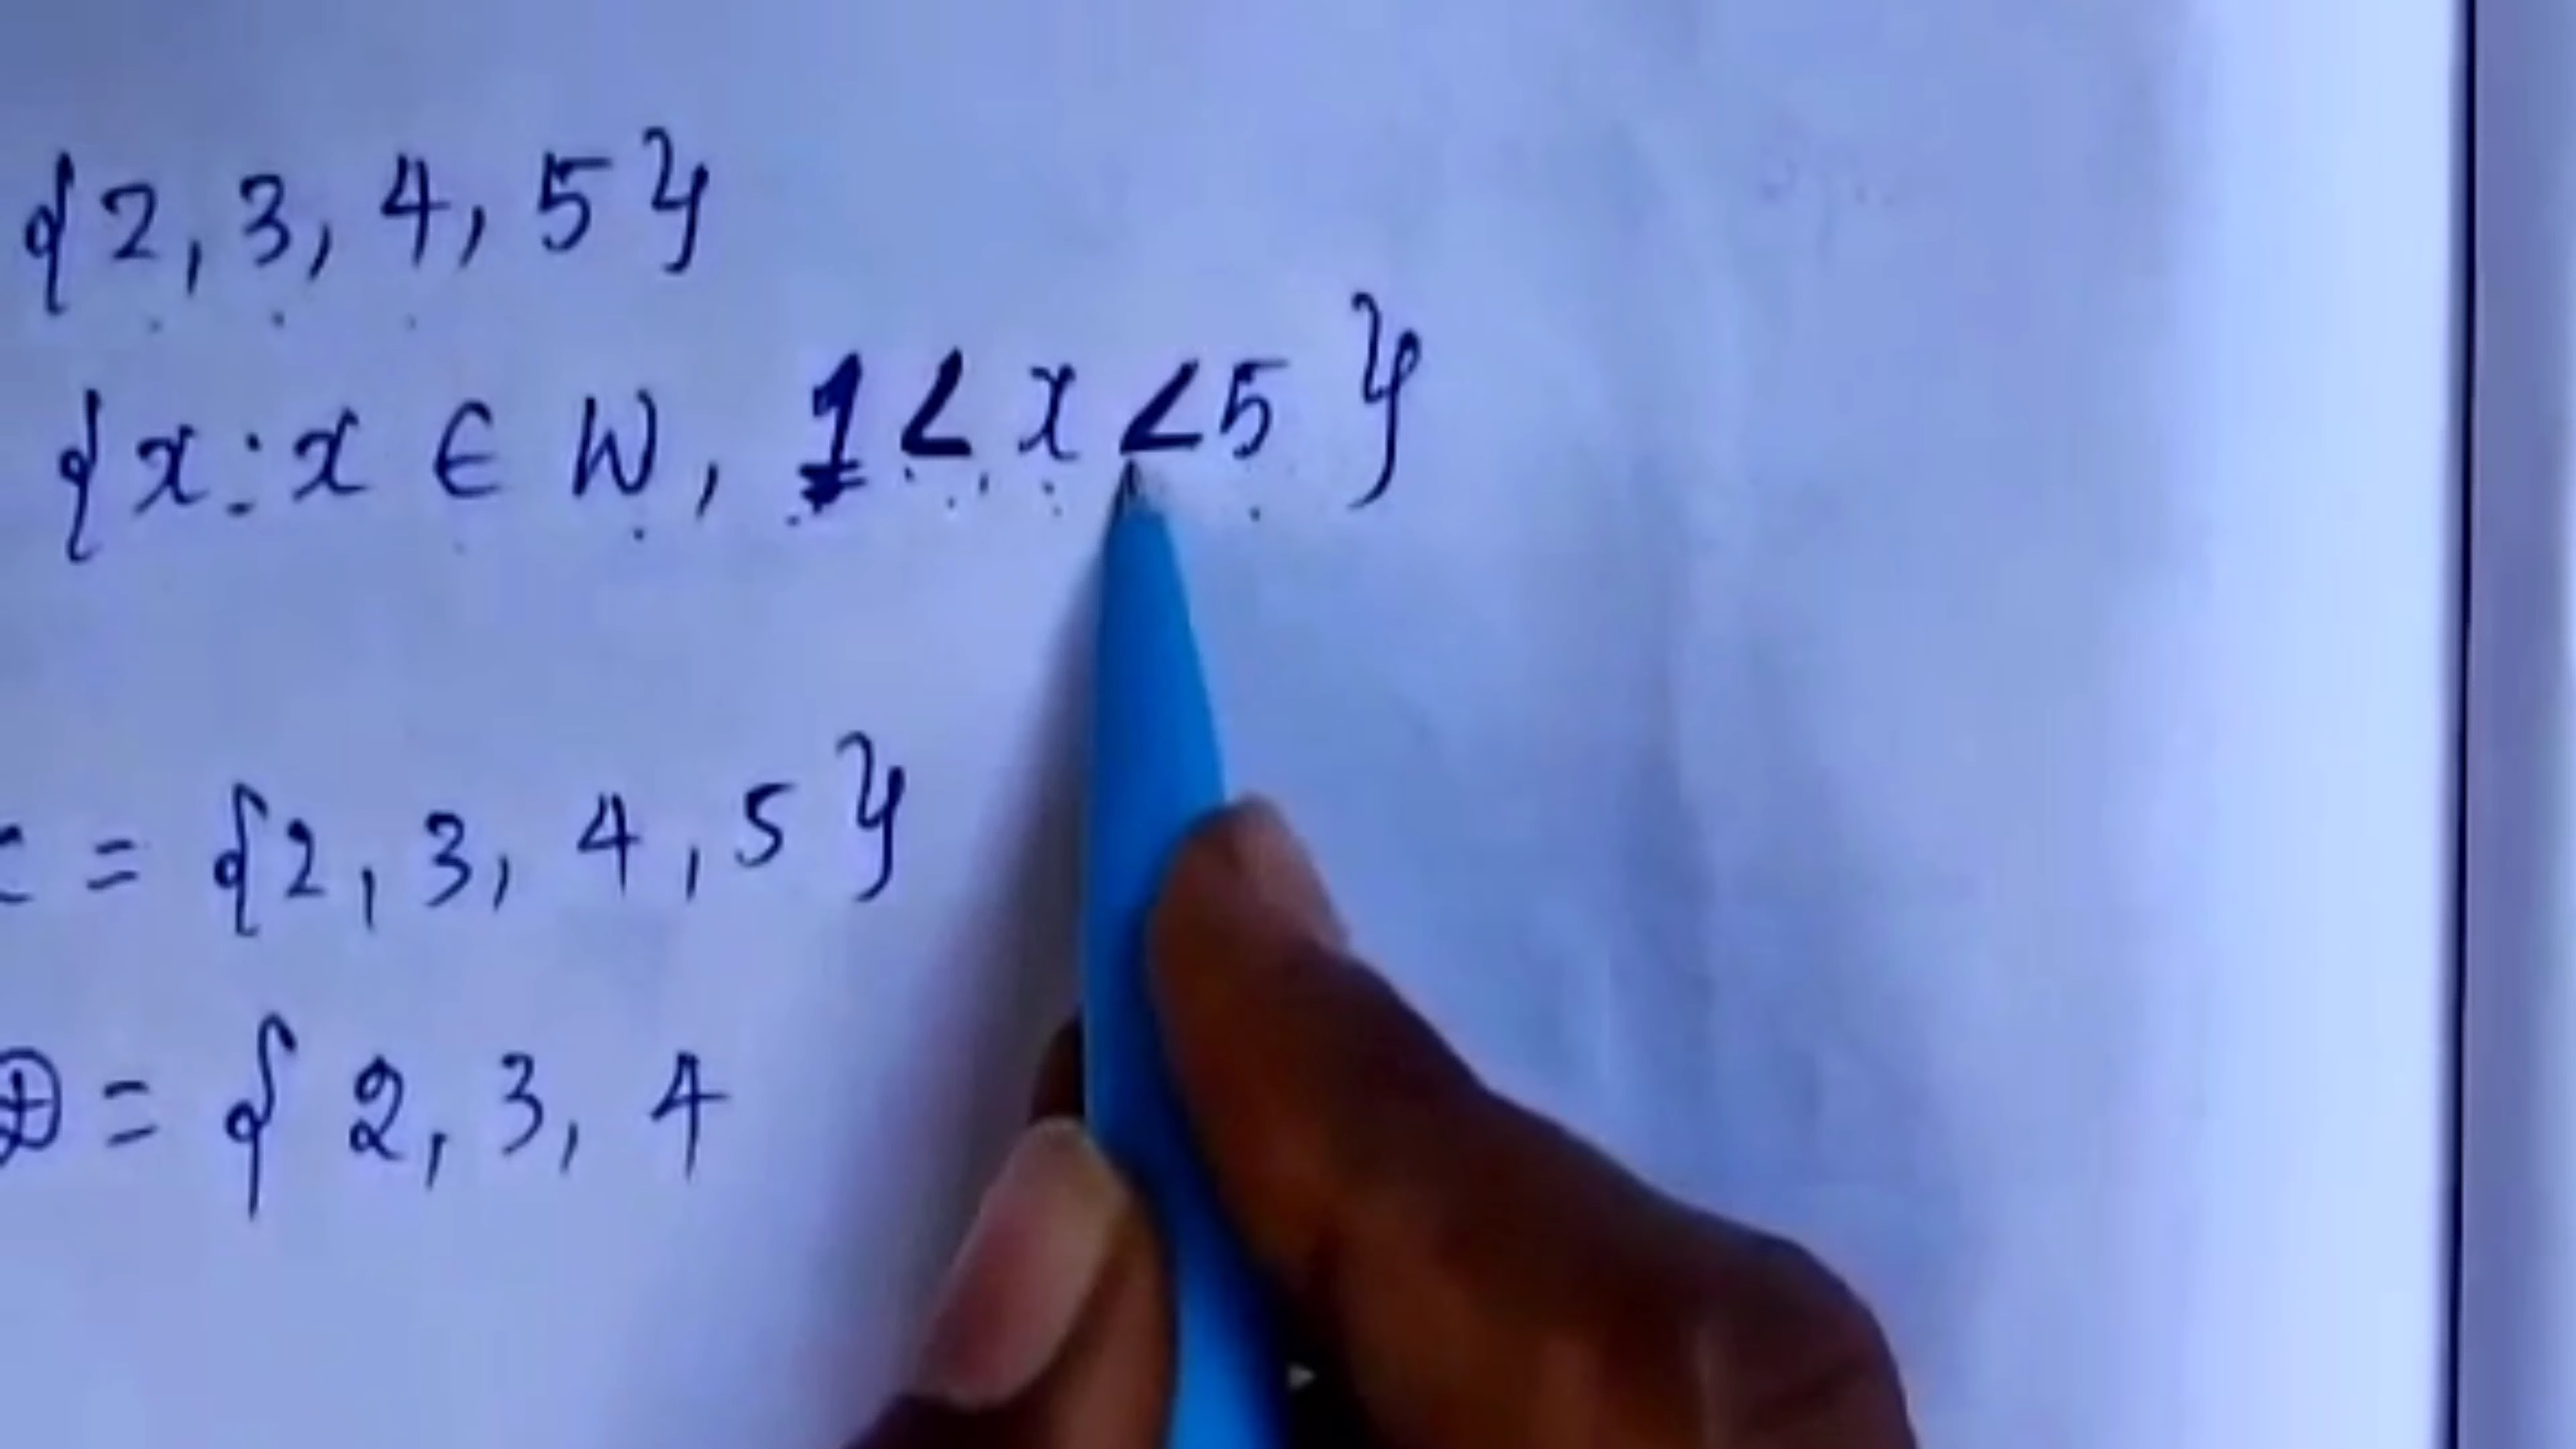 {2, 3, 4, 5}
{x : x ∈ W, 1 < x < 5 }
= {2, 3, 4, 5}
= { 2, 3, 4